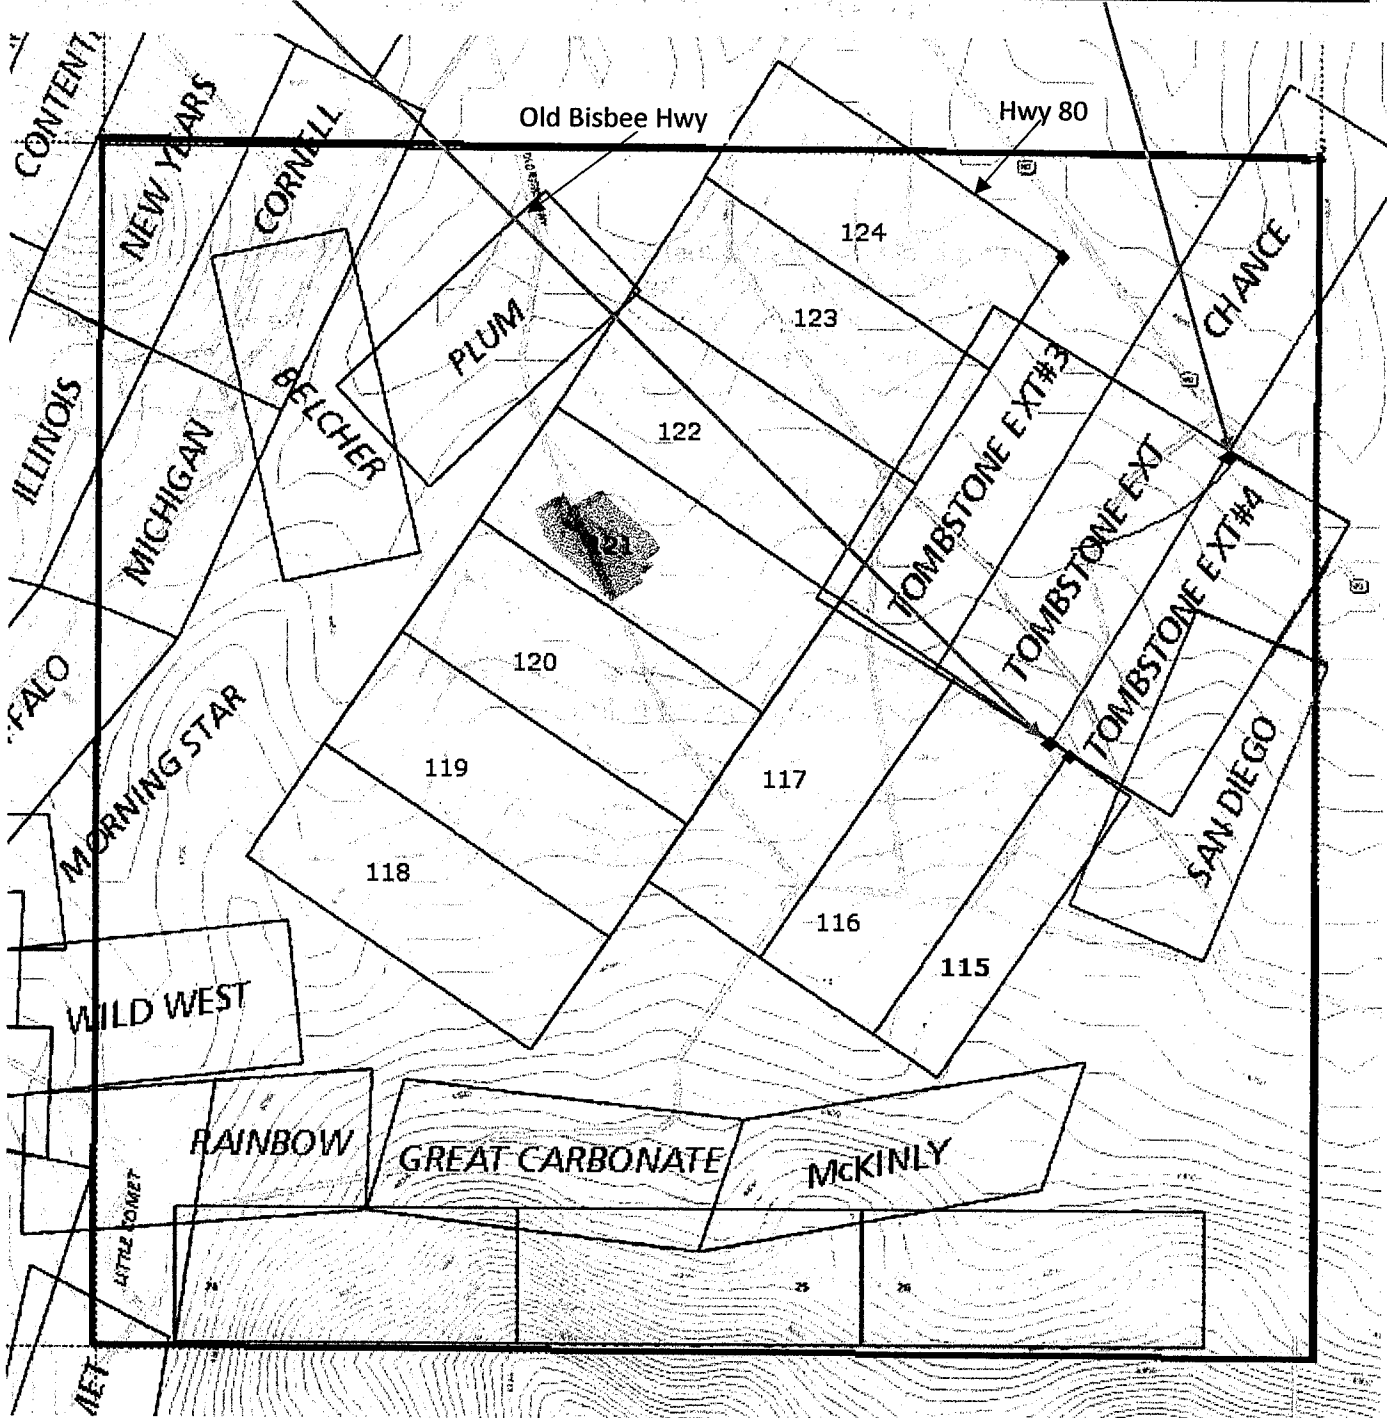 CONTENT
NEW YEARS
CORNELL
Old Bisbee Hwy
Hwy 80
124
CHANCE
123
PLUM
BELCHER
ILLINOIS
MICHIGAN
122
TOMBSTONE EXT#3
TOMBSTONE EXT
TOMBSTONE EXT#4
121
120
FALO
MORNING STAR
119
117
SAN DIEGO
118
116
115
WILD WEST
RAINBOW
GREAT CARBONATE
McKINLY
LITTLE COMET
25
26
MET